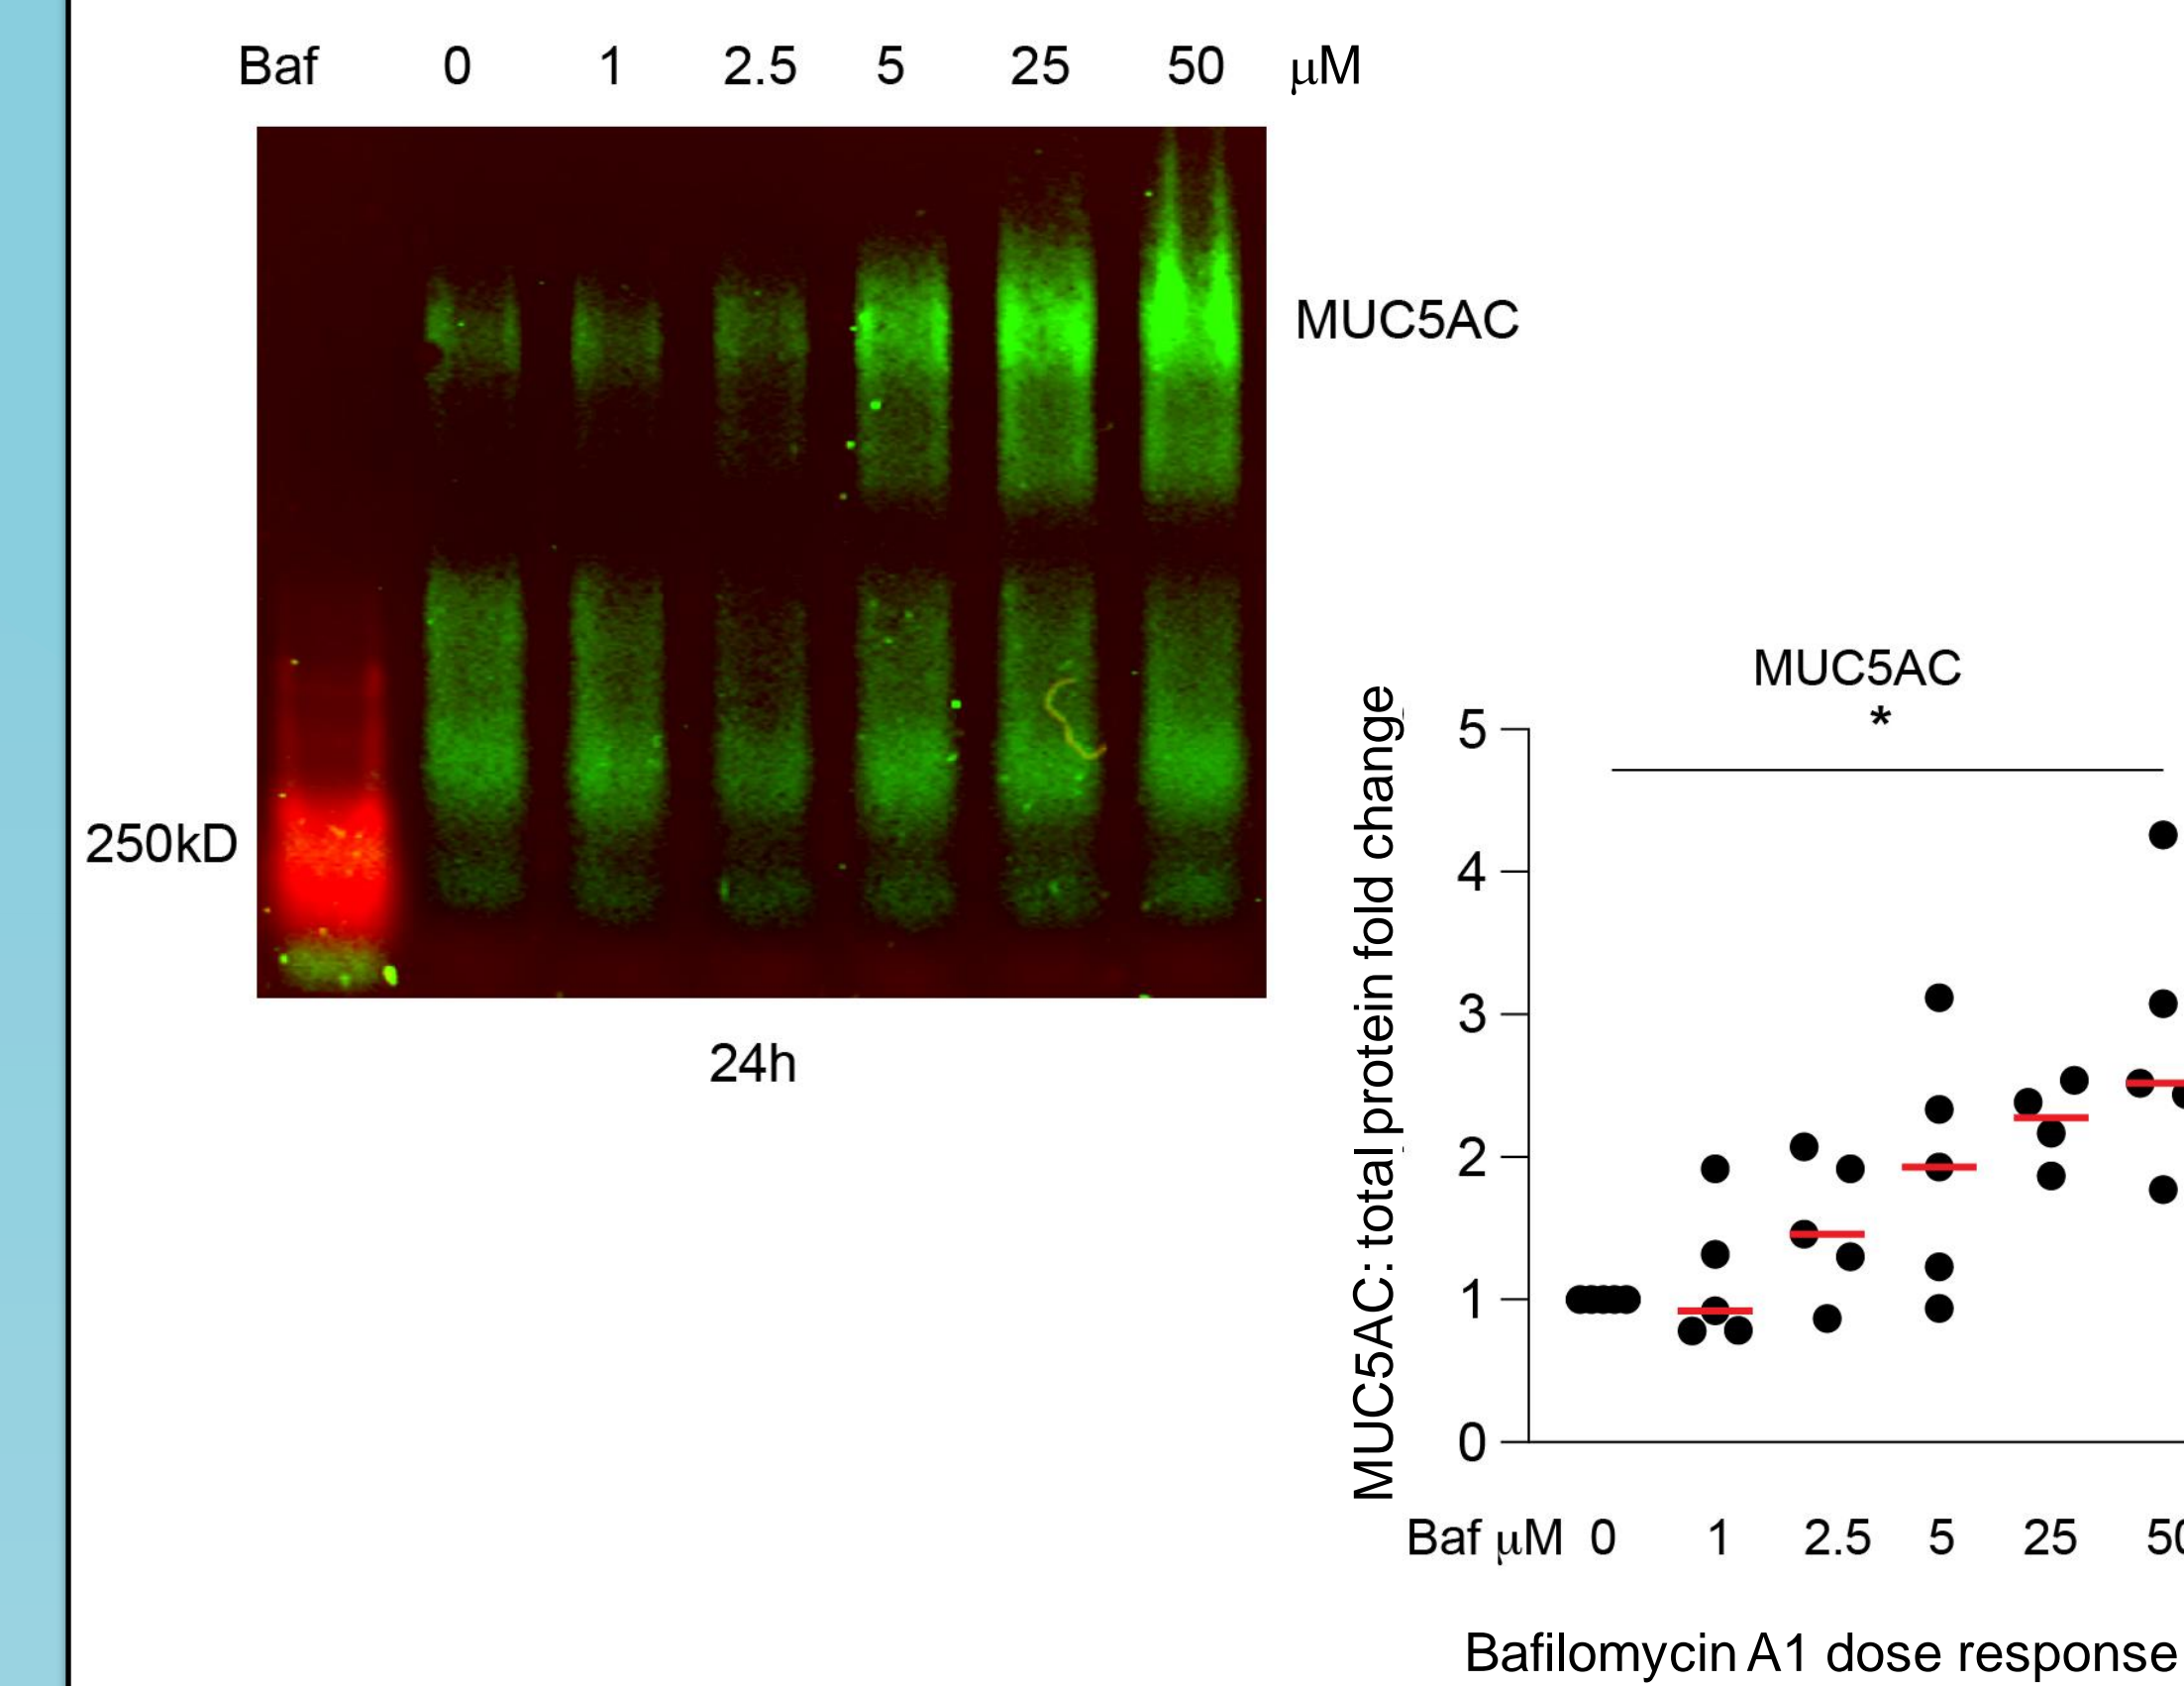 Baf 0 1 2.5 5 25 50 μM
MUC5AC
250kD
24h
MUC5AC
*
MUC5AC: total protein fold change
5
4
3
2
1
0
Baf μM 0 1 2.5 5 25 50
Bafilomycin A1 dose response